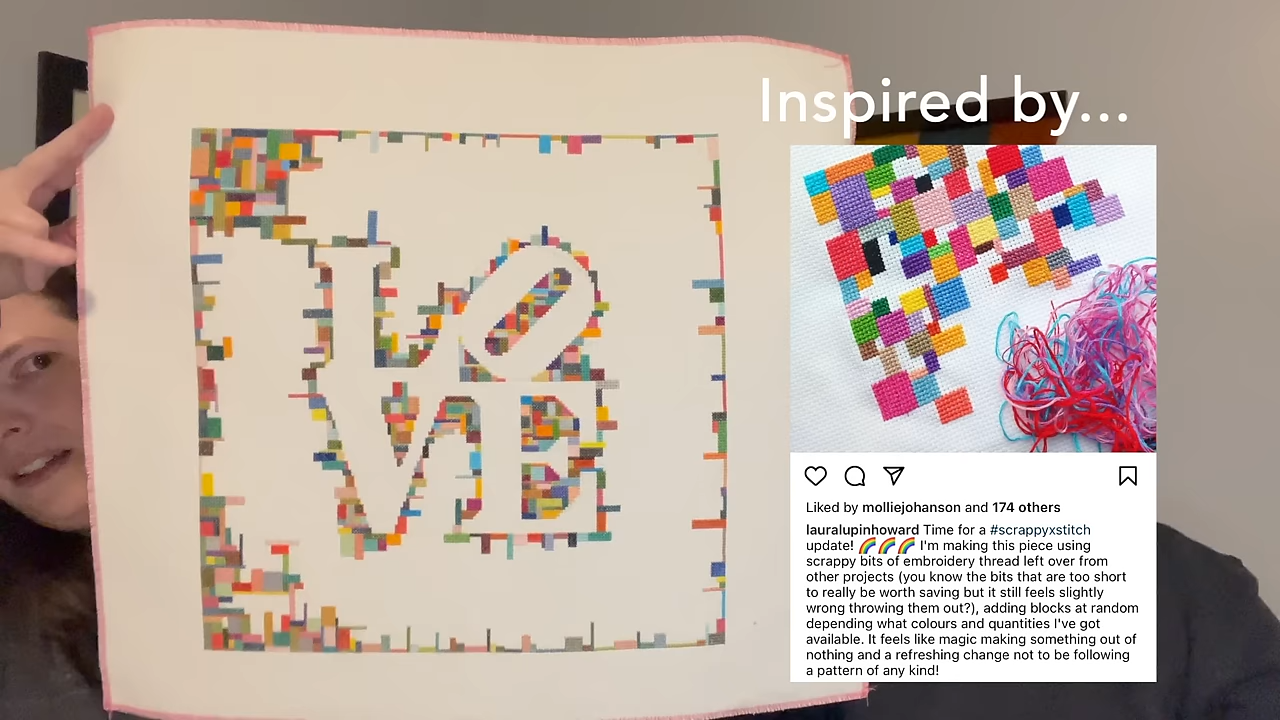 Inspired by...
LO
VE
Liked by molliejohanson and 174 others
lauralupinhoward Time for a #scrappyxstitch
update! 🌈🌈🌈 I'm making this piece using
scrappy bits of embroidery thread left over from
other projects (you know the bits that are too short
to really be worth saving but it still feels slightly
wrong throwing them out?), adding blocks at random
depending what colours and quantities I've got
available. It feels like magic making something out of
nothing and a refreshing change not to be following
a pattern of any kind!